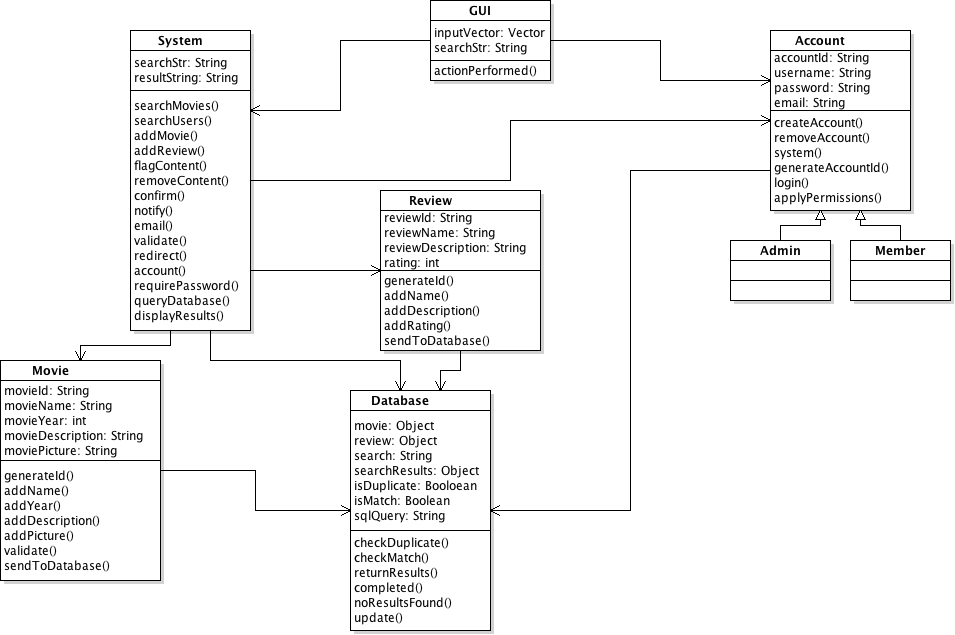 GUI
inputVector: Vector
searchStr: String
actionPerformed()
System
searchStr: String
resultString: String
searchMovies()
searchUsers()
addMovie()
addReview()
flagContent()
removeContent()
confirm()
notify()
email()
validate()
redirect()
account()
requirePassword()
queryDatabase()
displayResults()
Account
accountId: String
username: String
password: String
email: String
createAccount()
removeAccount()
system()
generateAccountId()
login()
applyPermissions()
Review
reviewId: String
reviewName: String
reviewDescription: String
rating: int
generateId()
addName()
addDescription()
addRating()
sendToDatabase()
Admin
Member
Movie
movieId: String
movieName: String
movieYear: int
movieDescription: String
moviePicture: String
generateId()
addName()
addYear()
addDescription()
addPicture()
validate()
sendToDatabase()
Database
movie: Object
review: Object
search: String
searchResults: Object
isDuplicate: Booloean
isMatch: Boolean
sqlQuery: String
checkDuplicate()
checkMatch()
returnResults()
completed()
noResultsFound()
update()